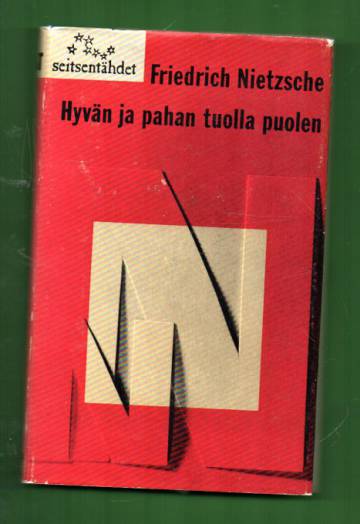 seitsentähdet
Friedrich Nietzsche
Hyvän ja pahan tuolla puolen